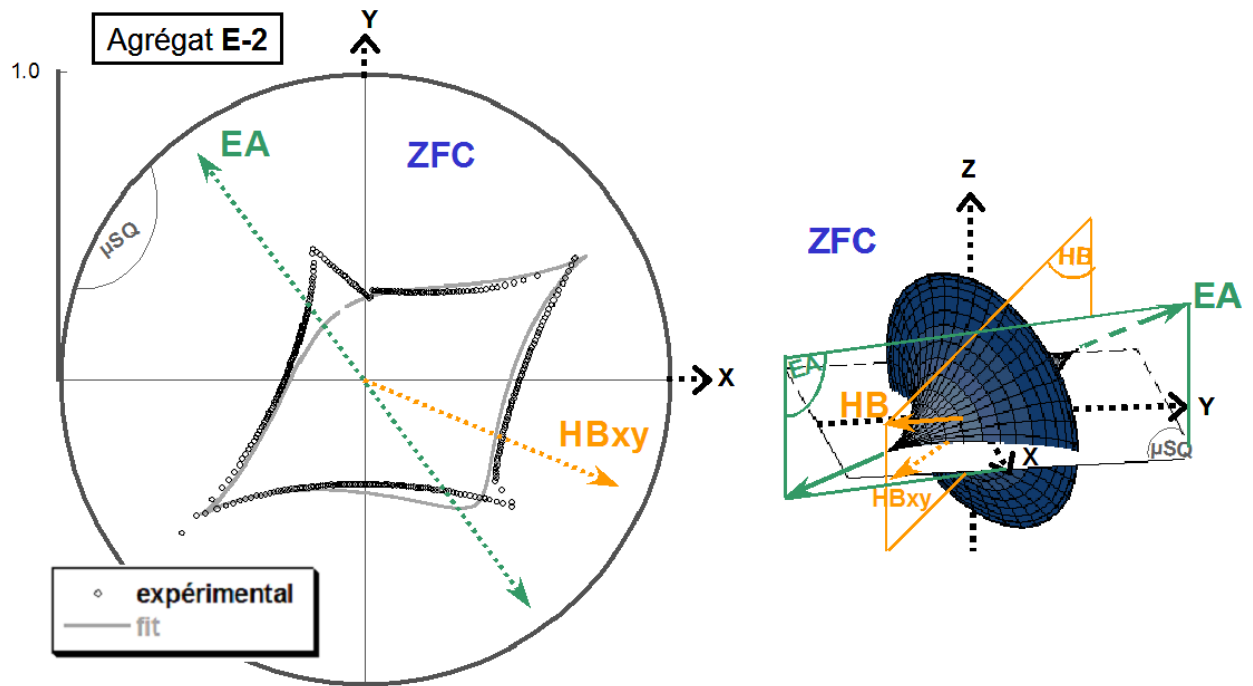 Agrégat E-2
Y
1.0
EA
ZFC
µSQ
X
HBxy
expérimental
fit
Z
ZFC
HB
EA
EA
HB
Y
X
µSQ
HBxy